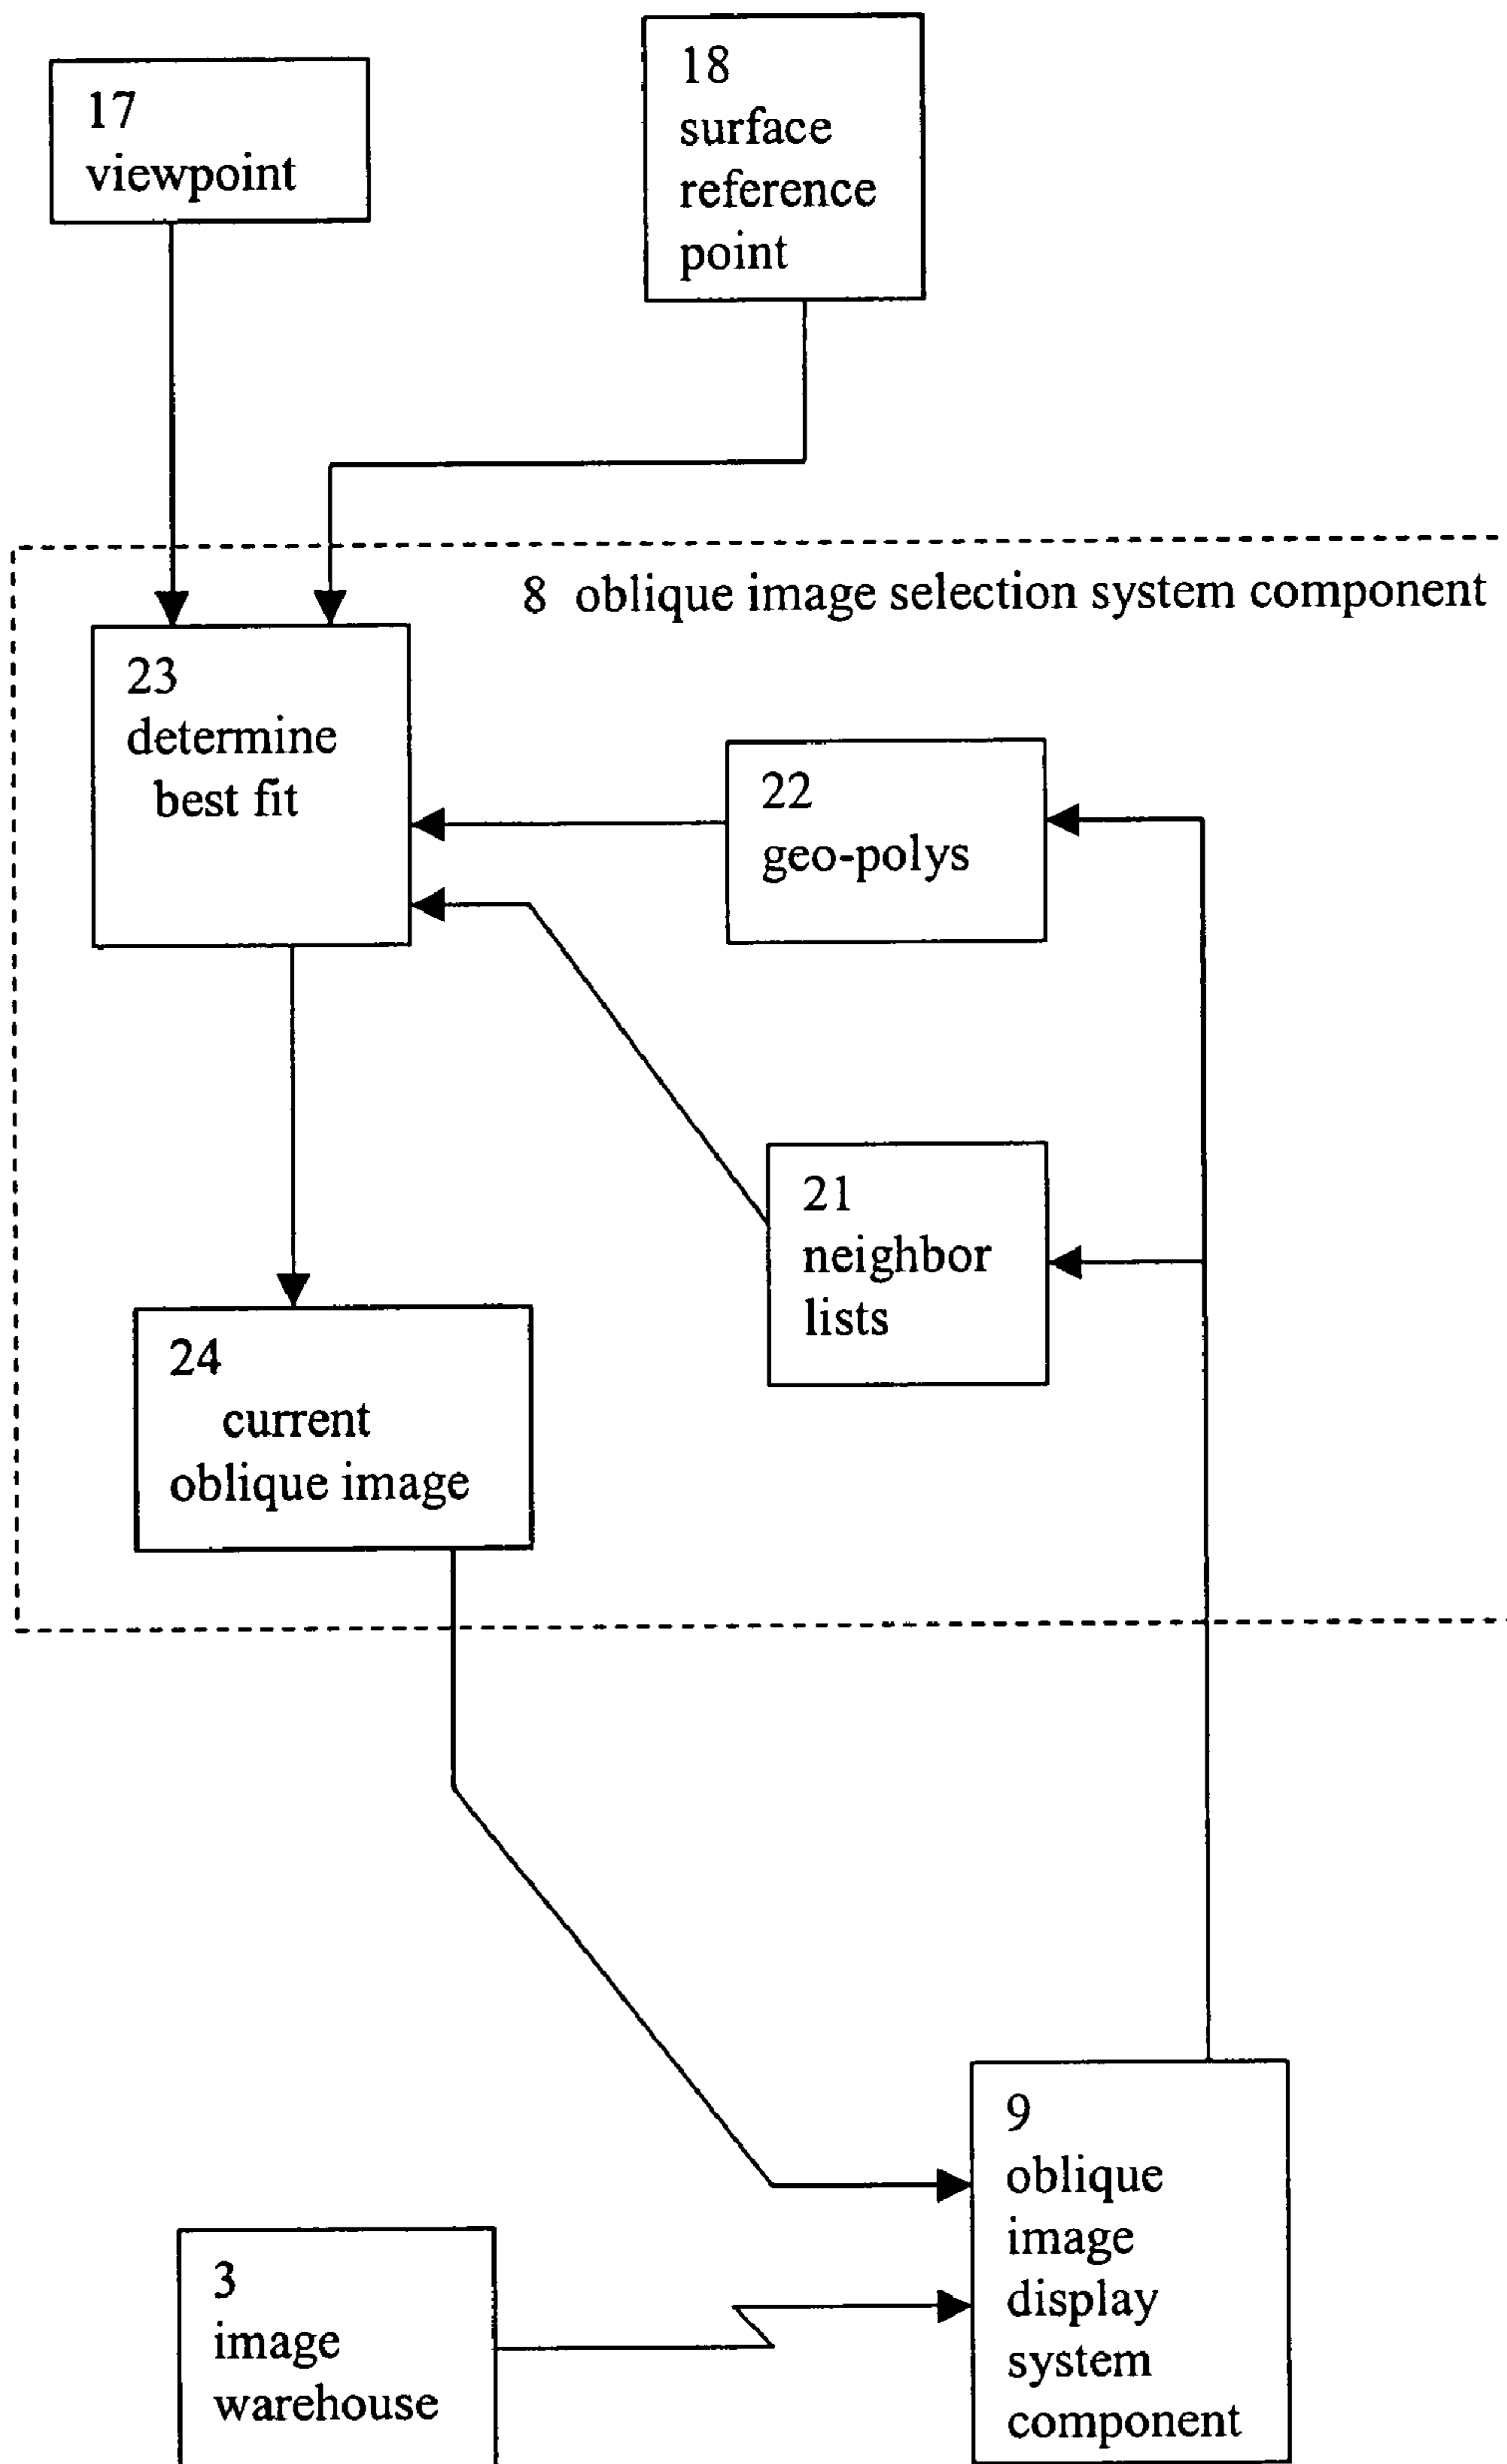 17
viewpoint
18
surface
reference
point
8 oblique image selection system component
23
determine
best fit
22
geo-polys
21
neighbor
lists
24
current
oblique image
9
oblique
image
display
system
component
3
image
warehouse